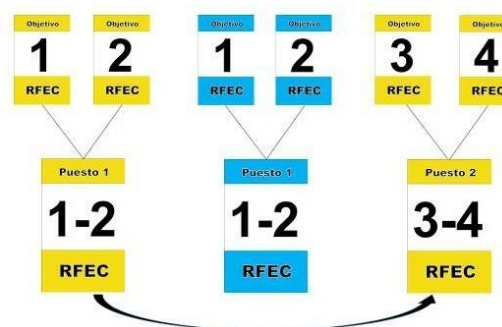 Objetivo Objetivo Objetivo Objetivo Objetivo Objetivo
1 2 1 2 3 4
RFEC RFEC RFEC RFEC RFEC RFEC
Puesto 1 Puesto 1 Puesto 2
1-2 1-2 3-4
RFEC RFEC RFEC